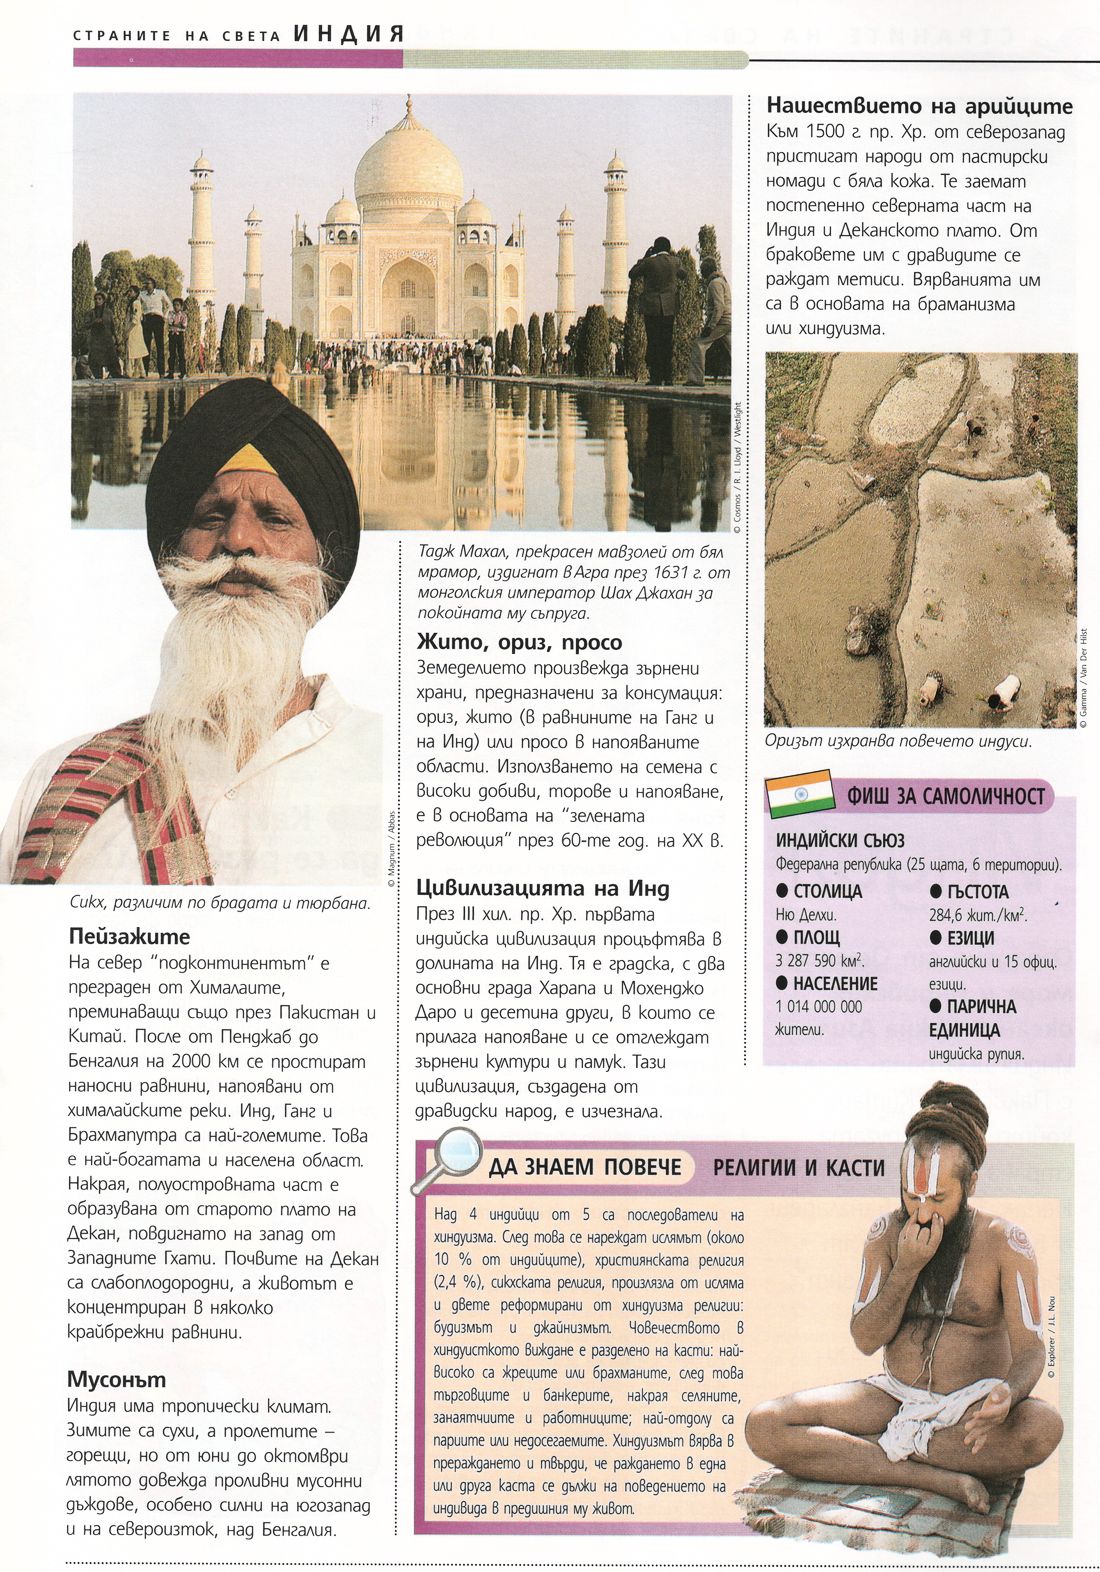 СТРАНИТЕ НА СВЕТА ИНДИЯ
© Cosmos / R. I. Lloyd / Westlight
Тадж Махал, прекрасен мавзолей от бял
мрамор, издигнат в Агра през 1631 г. от
монголския император Шах Джахан за
покойната му съпруга.
© Magnum / Abbas
Сикх, различим по брадата и тюрбана.
Пейзажите
На север “подконтинентът” е
преграден от Хималаите,
преминаващи също през Пакистан и
Китай. После от Пенджаб до
Бенгалия на 2000 км се простират
наносни равнини, напоявани от
хималайските реки. Инд, Ганг и
Брахмапутра са най-големите. Това
е най-богатата и населена област.
Накрая, полуостровната част е
образувана от старото плато на
Декан, повдигнато на запад от
Западните Гхати. Почвите на Декан
са слабоплодородни, а животът е
концентриран в няколко
крайбрежни равнини.
Мусонът
Индия има тропически климат.
Зимите са сухи, а пролетите –
горещи, но от юни до октомври
лятото довежда проливни мусонни
дъждове, особено силни на югозапад
и на североизток, над Бенгалия.
Жито, ориз, просо
Земеделието произвежда зърнени
храни, предназначени за консумация:
ориз, жито (в равнините на Ганг и
на Инд) или просо в напояваните
области. Използването на семена с
високи добиви, торове и напояване,
е в основата на “зелената
революция” през 60-те год. на XX в.
Цивилизацията на Инд
През III хил. пр. Хр. първата
индийска цивилизация процъфтява в
долината на Инд. Тя е градска, с два
основни града Харапа и Мохенджо
Даро и десетина други, в които се
прилага напояване и се отглеждат
зърнени култури и памук. Тази
цивилизация, създадена от
дравидски народ, е изчезнала.
Нашествието на арийците
Към 1500 г. пр. Хр. от северозапад
пристигат народи от пастирски
номади с бяла кожа. Те заемат
постепенно северната част на
Индия и Деканското плато. От
браковете им с дравидите се
раждат метиси. Вярванията им
са в основата на браманизма
или хиндуизма.
© Gamma / Van Der Hilst
Оризът изхранва повечето индуси.
ФИШ ЗА САМОЛИЧНОСТ
ИНДИЙСКИ СЪЮЗ
Федерална република (25 щата, 6 територии).
● СТОЛИЦА
Ню Делхи.
● ПЛОЩ
3 287 590 км².
● НАСЕЛЕНИЕ
1 014 000 000
жители.
● ГЪСТОТА
284,6 жит./км².
● ЕЗИЦИ
английски и 15 офиц.
езици.
● ПАРИЧНА
ЕДИНИЦА
индийска рупия.
ДА ЗНАЕМ ПОВЕЧЕ РЕЛИГИИ И КАСТИ
Над 4 индийци от 5 са последователи на
хиндуизма. След това се нареждат ислямът (около
10 % от индийците), християнската религия
(2,4 %), сикхската религия, произлязла от исляма
и двете реформирани от хиндуизма религии:
будизмът и джайнизмът. Човечеството в
хиндуисткото виждане е разделено на касти: най-
високо са жреците или брахманите, след това
търговците и банкерите, накрая селяните,
занаятчиите и работниците; най-отдолу са
париите или недосегаемите. Хиндуизмът вярва в
прераждането и твърди, че раждането в една
или друга каста се дължи на поведението на
индивида в предишния му живот.
© Explorer / J.L. Nou